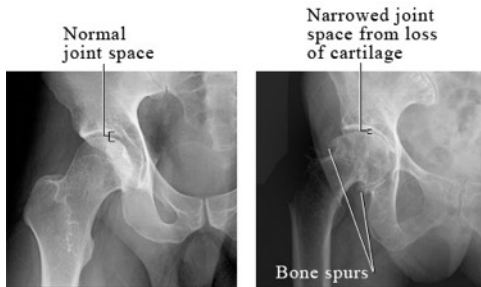 Normal
joint space
Narrowed joint
space from loss
of cartilage
Bone spurs